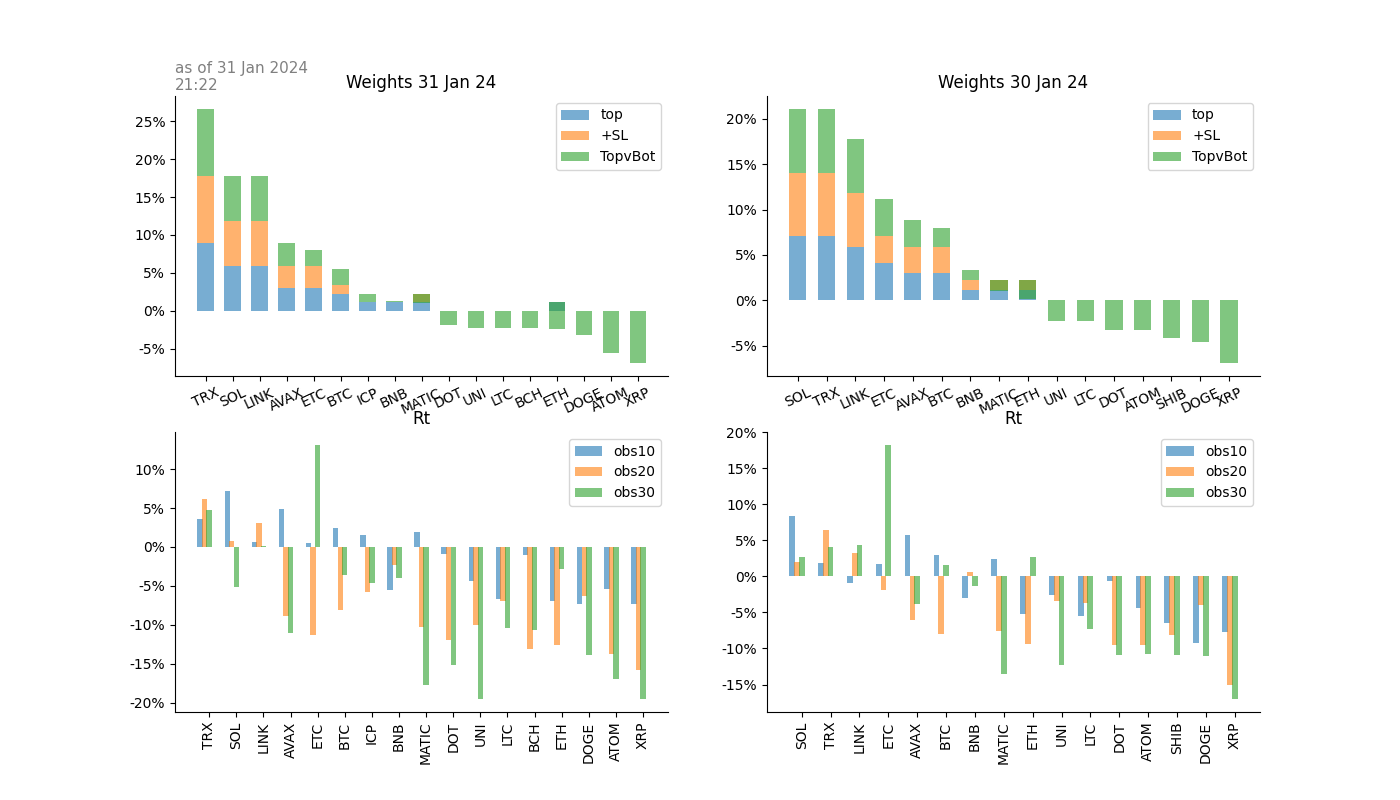 as of 31 Jan 2024
21:22
Weights 31 Jan 24
25%
20%
15%
10%
5%
0%
-5%
top
+SL
TopvBot
TRX SOL LINK AVAX ETC BTC ICP BNB MATIC DOT UNI LTC BCH ETH DOGE ATOM XRP
Weights 30 Jan 24
20%
15%
10%
5%
0%
-5%
top
+SL
TopvBot
SOL TRX LINK ETC AVAX BTC BNB MATIC ETH UNI LTC DOT ATOM SHIB DOGE XRP
Rt
10%
5%
0%
-5%
-10%
-15%
-20%
obs10
obs20
obs30
TRX SOL LINK AVAX ETC BTC ICP BNB MATIC DOT UNI LTC BCH ETH DOGE ATOM XRP
Rt
20%
15%
10%
5%
0%
-5%
-10%
-15%
obs10
obs20
obs30
SOL TRX LINK ETC AVAX BTC BNB MATIC ETH UNI LTC DOT ATOM SHIB DOGE XRP